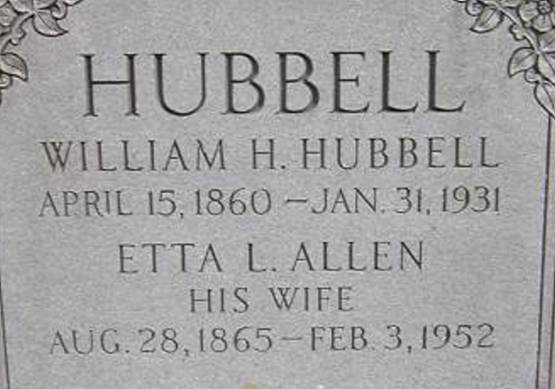 HUBBELL
WILLIAM H. HUBBELL
APRIL 15, 1860 – JAN. 31, 1931
ETTA L. ALLEN
HIS WIFE
AUG. 28, 1865 – FEB. 3, 1952